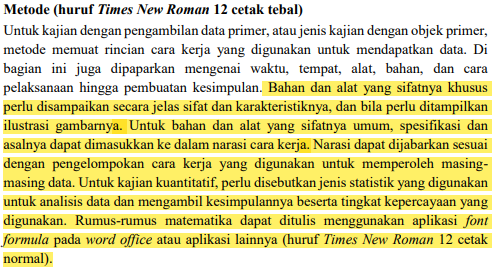 Metode (huruf Times New Roman 12 cetak tebal)
Untuk kajian dengan pengambilan data primer, atau jenis kajian dengan objek primer,
metode memuat rincian cara kerja yang digunakan untuk mendapatkan data. Di
bagian ini juga dipaparkan mengenai waktu, tempat, alat, bahan, dan cara
pelaksanaan hingga pembuatan kesimpulan. Bahan dan alat yang sifatnya khusus
perlu disampaikan secara jelas sifat dan karakteristiknya, dan bila perlu ditampilkan
ilustrasi gambarnya. Untuk bahan dan alat yang sifatnya umum, spesifikasi dan
asalnya dapat dimasukkan ke dalam narasi cara kerja. Narasi dapat dijabarkan sesuai
dengan pengelompokan cara kerja yang digunakan untuk memperoleh masing-
masing data. Untuk kajian kuantitatif, perlu disebutkan jenis statistik yang digunakan
untuk analisis data dan mengambil kesimpulannya beserta tingkat kepercayaan yang
digunakan. Rumus-rumus matematika dapat ditulis menggunakan aplikasi font
formula pada word office atau aplikasi lainnya (huruf Times New Roman 12 cetak
normal).